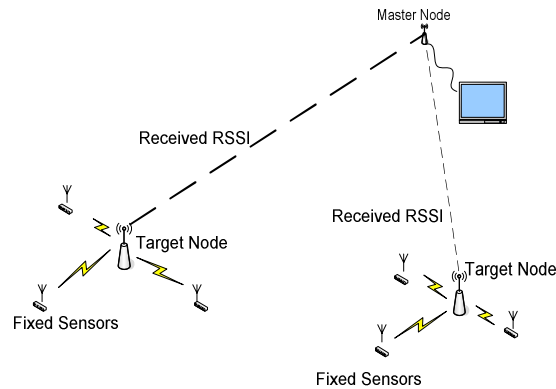 Master Node
Received RSSI
Received RSSI
Target Node
Target Node
Fixed Sensors
Fixed Sensors